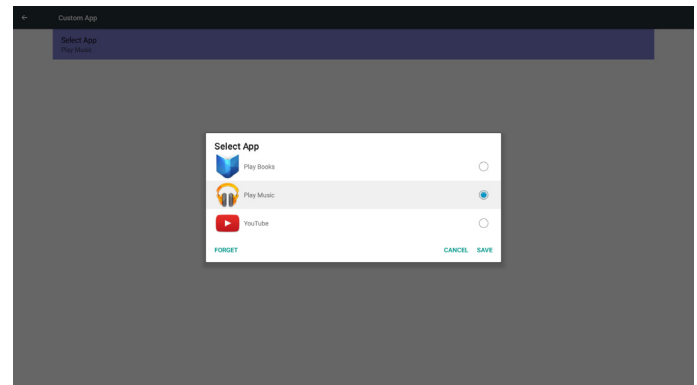 Custom App
Select App
Play Music
Select App
Play Books
Play Music
YouTube
FORGET CANCEL SAVE